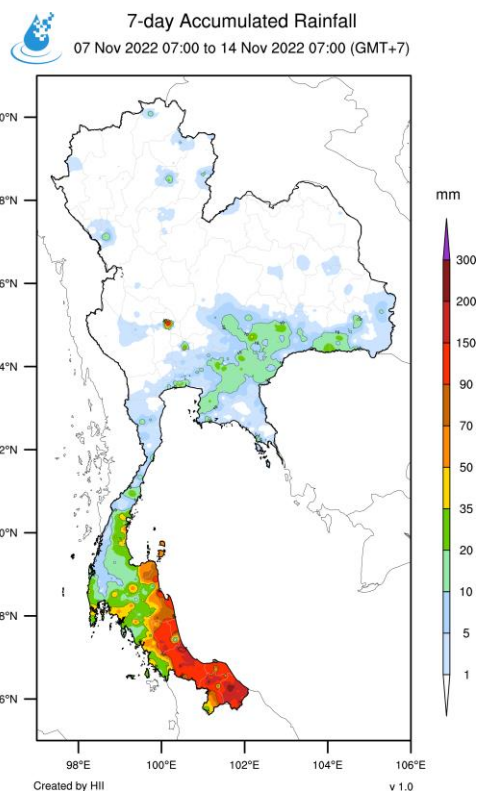 7-day Accumulated Rainfall
07 Nov 2022 07:00 to 14 Nov 2022 07:00 (GMT+7)
mm
300
200
150
90
70
50
35
20
10
5
1
0°N
8°N
6°N
4°N
2°N
0°N
8°N
6°N
98°E 100°E 102°E 104°E 106°E
Created by HII v 1.0